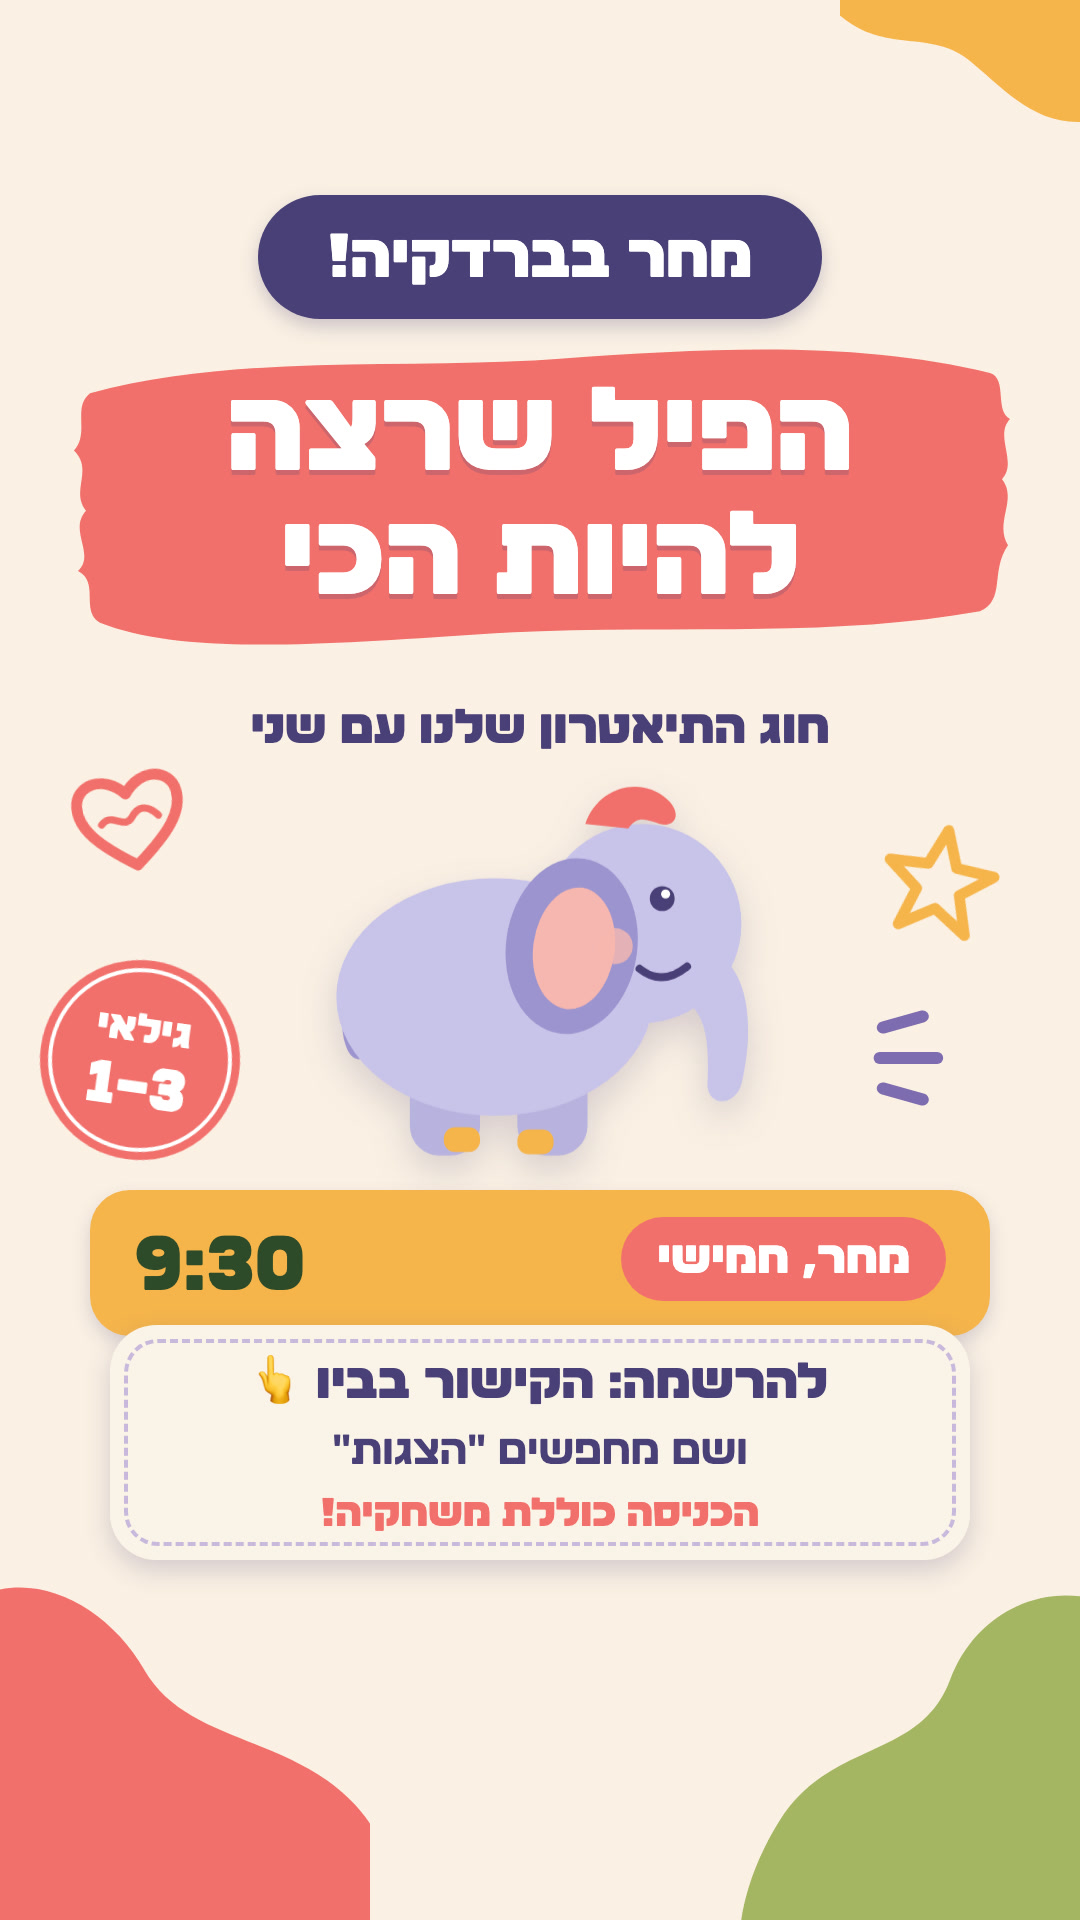 מחר בברדקיה!
הפיל שרצה
להיות הכי
חוג התיאטרון שלנו עם שני
גילאי
1-3
מחר, חמישי
9:30
להרשמה: הקישור בביו 👆
ושם מחפשים "הצגות"
הכניסה כוללת משחקיה!